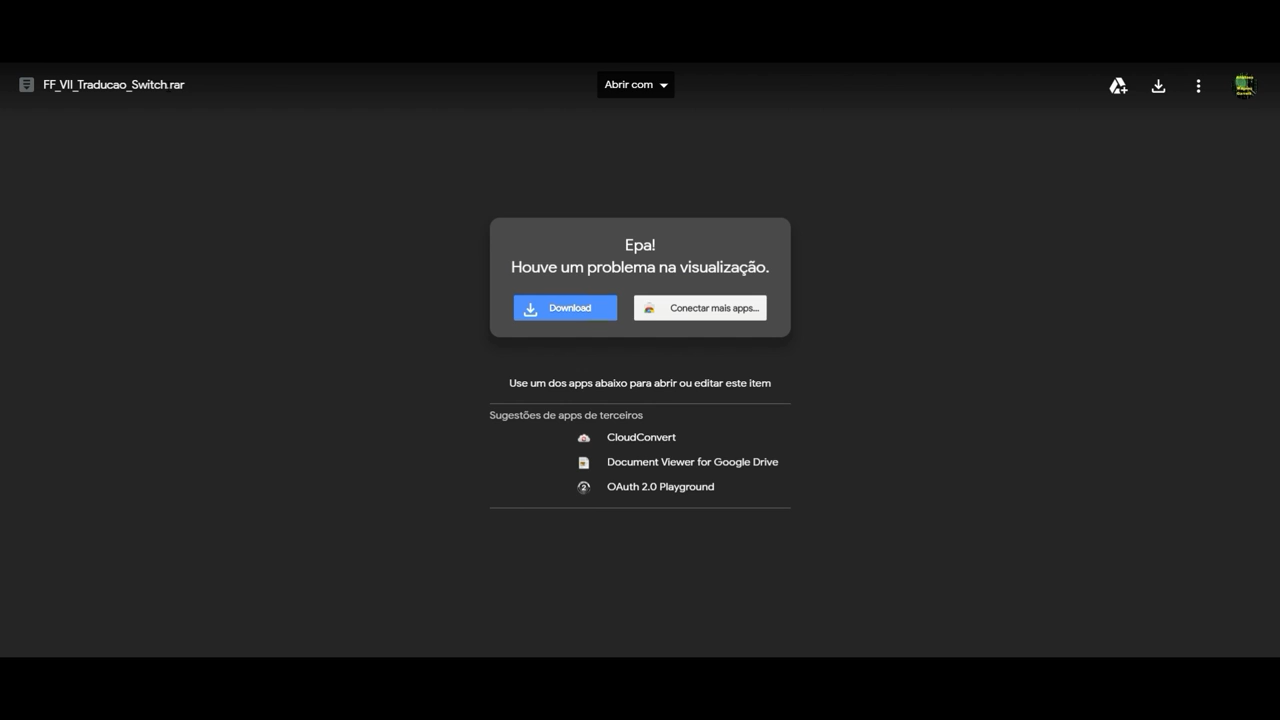 FF_VII_Traducao_Switch.rar
Abrir com
Epa!
Houve um problema na visualização.
Download
Conectar mais apps...
Use um dos apps abaixo para abrir ou editar este item
Sugestões de apps de terceiros
CloudConvert
Document Viewer for Google Drive
OAuth 2.0 Playground